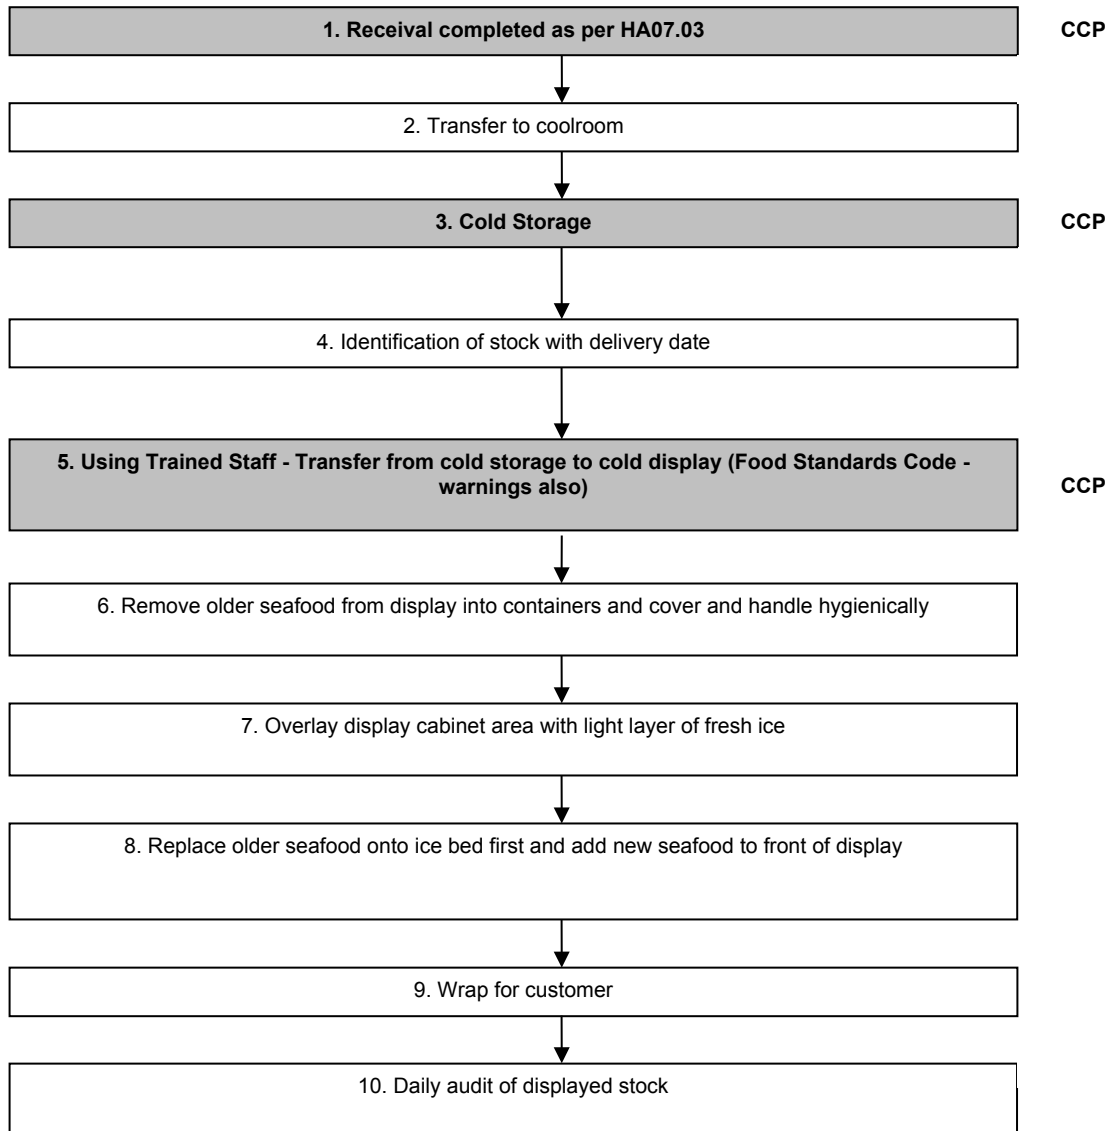 1. Receival completed as per HA07.03
CCP
2. Transfer to coolroom
3. Cold Storage
CCP
4. Identification of stock with delivery date
5. Using Trained Staff - Transfer from cold storage to cold display (Food Standards Code -
warnings also)
CCP
6. Remove older seafood from display into containers and cover and handle hygienically
7. Overlay display cabinet area with light layer of fresh ice
8. Replace older seafood onto ice bed first and add new seafood to front of display
9. Wrap for customer
10. Daily audit of displayed stock